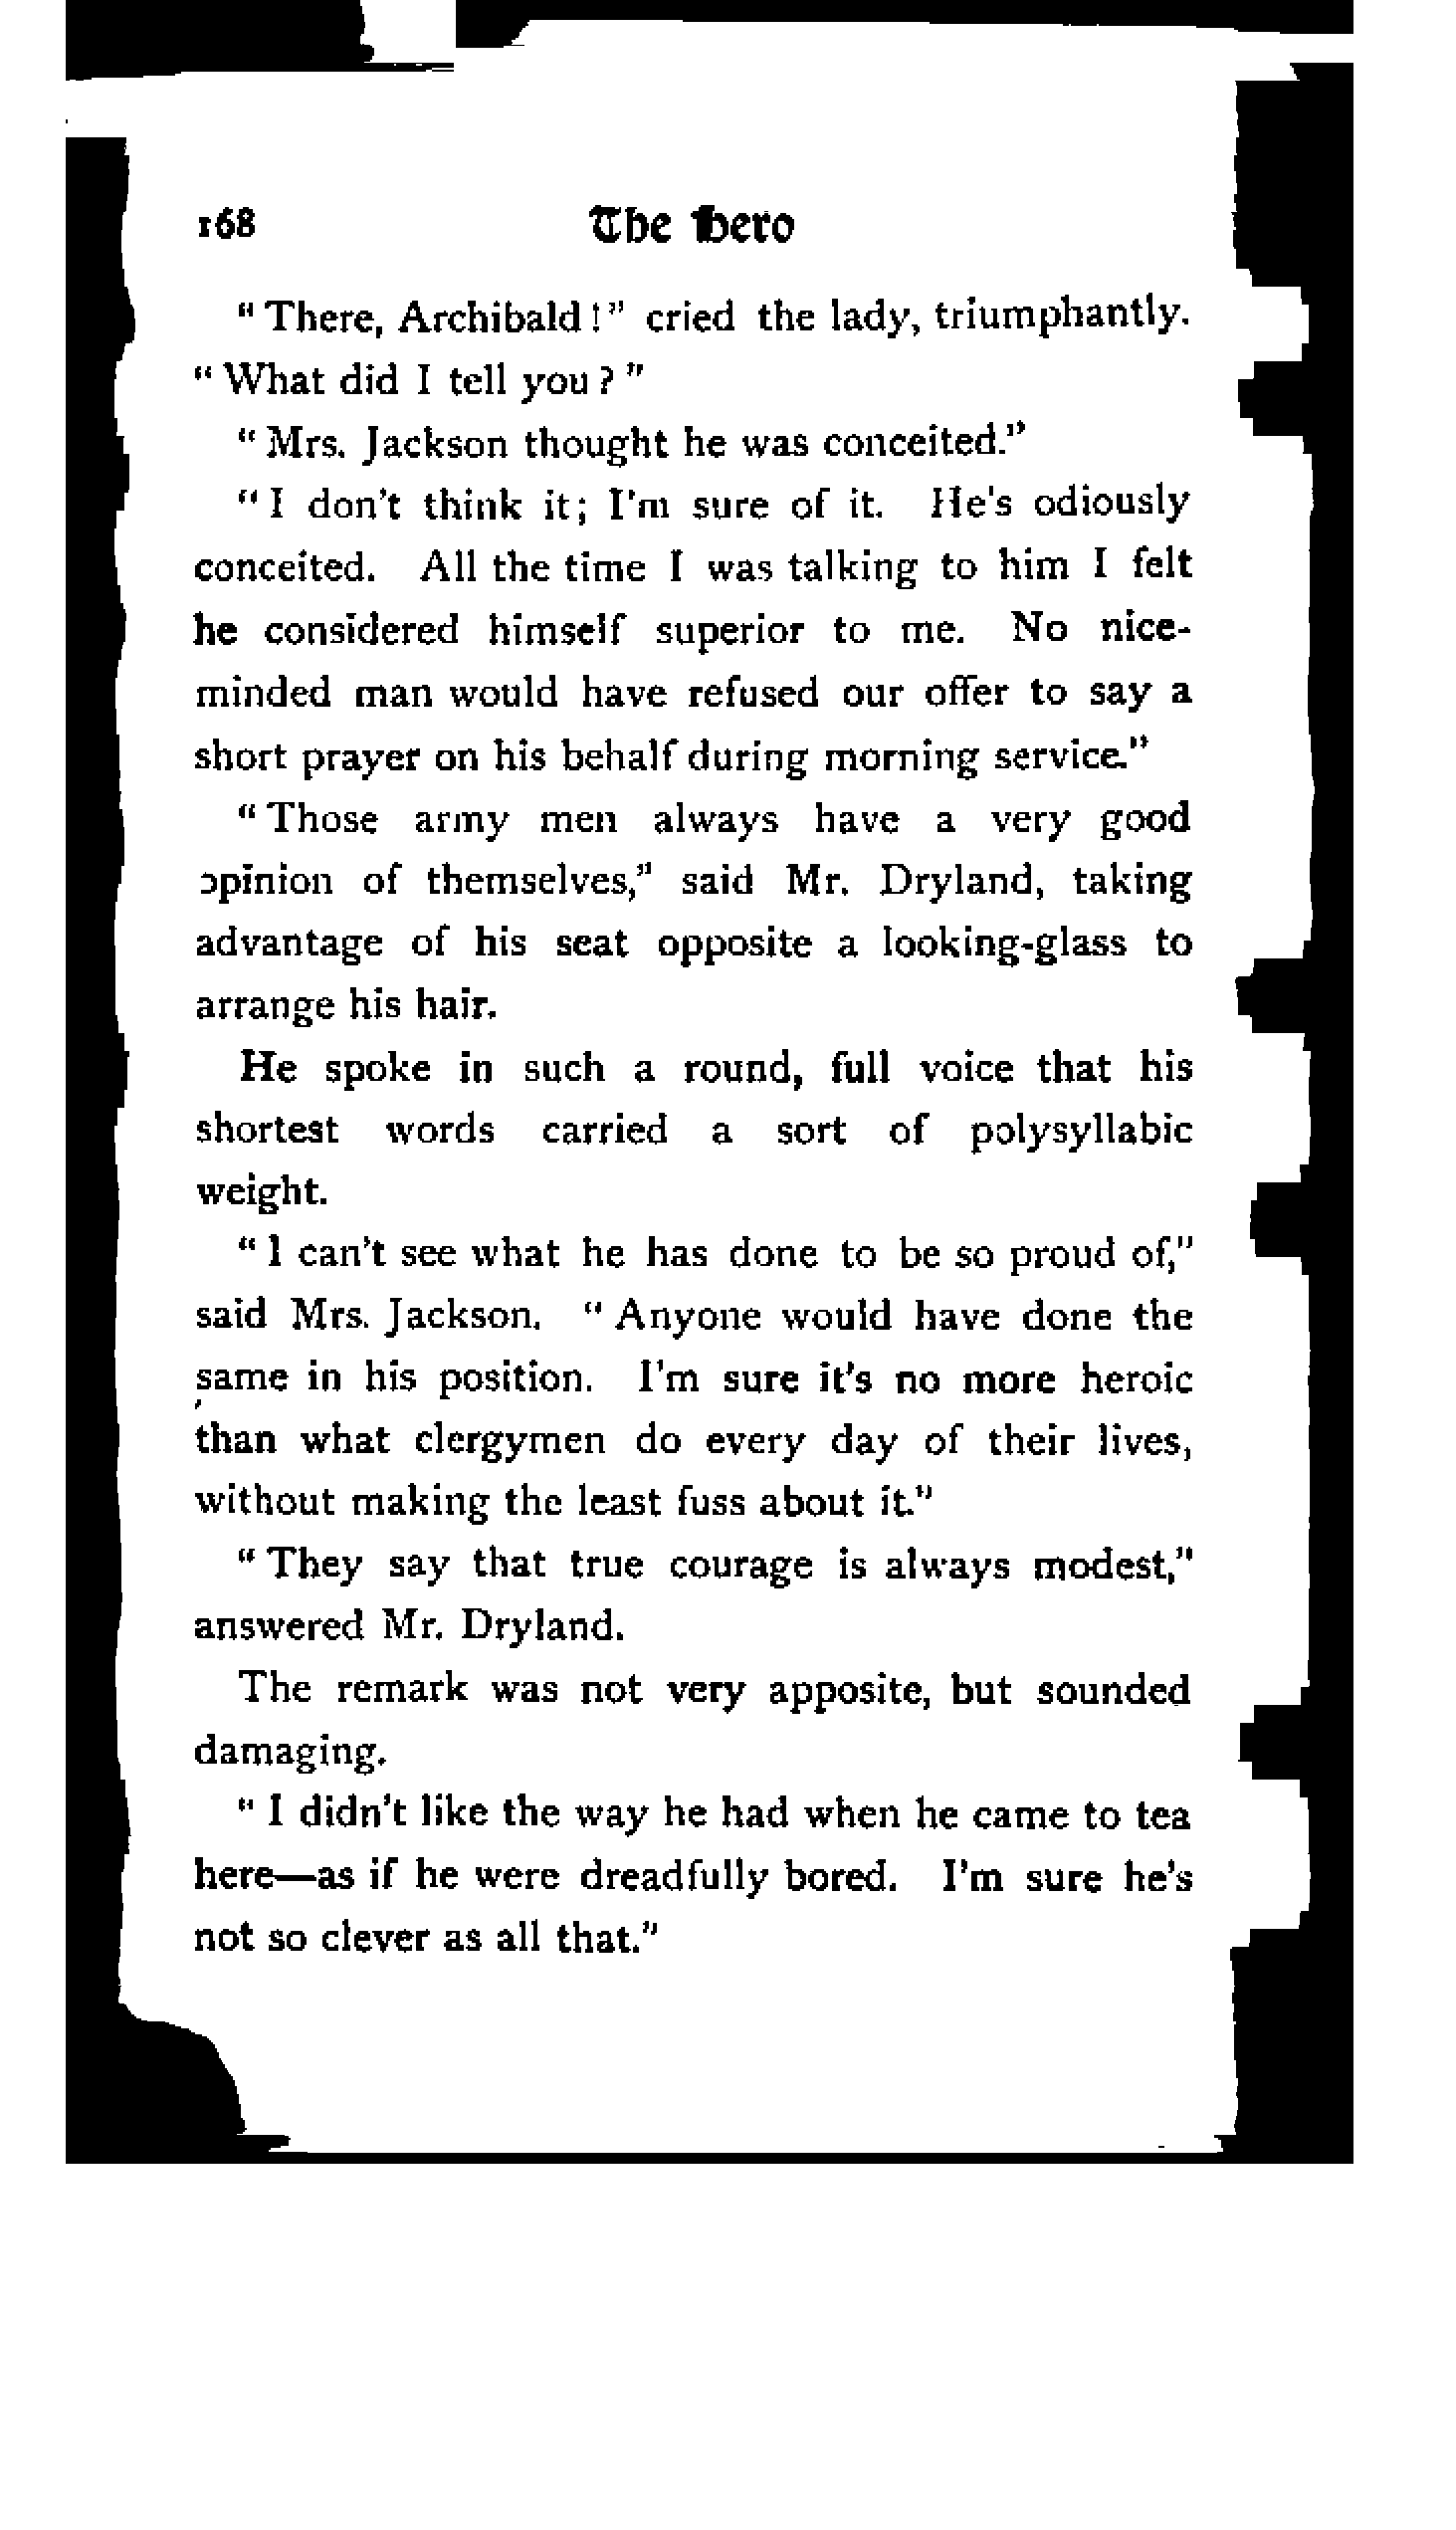 168 The Hero
“There, Archibald!” cried the lady, triumphantly.
“What did I tell you?”
“Mrs. Jackson thought he was conceited.”
“I don't think it; I'm sure of it. He's odiously
conceited. All the time I was talking to him I felt
he considered himself superior to me. No nice-
minded man would have refused our offer to say a
short prayer on his behalf during morning service.”
“Those army men always have a very good
opinion of themselves,” said Mr. Dryland, taking
advantage of his seat opposite a looking-glass to
arrange his hair.
He spoke in such a round, full voice that his
shortest words carried a sort of polysyllabic
weight.
“I can't see what he has done to be so proud of,”
said Mrs. Jackson. “Anyone would have done the
same in his position. I'm sure it's no more heroic
than what clergymen do every day of their lives,
without making the least fuss about it.”
“They say that true courage is always modest,”
answered Mr. Dryland.
The remark was not very apposite, but sounded
damaging.
“I didn't like the way he had when he came to tea
here—as if he were dreadfully bored. I'm sure he's
not so clever as all that.”